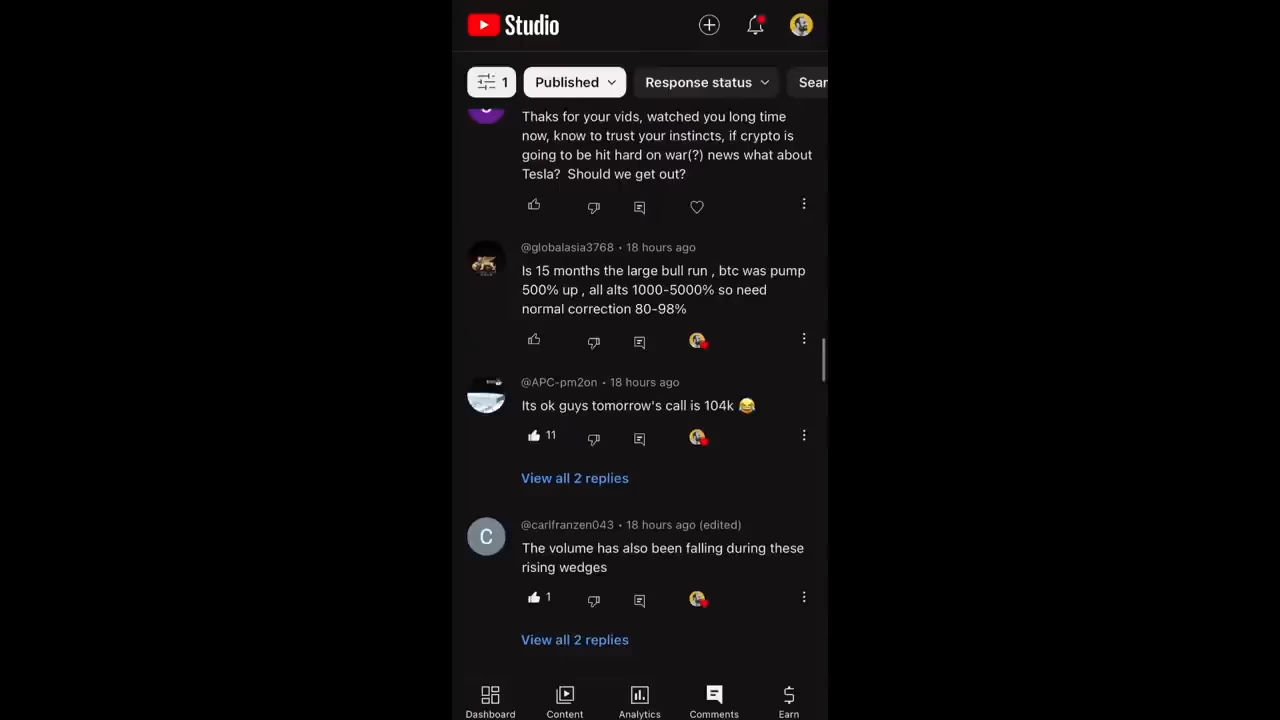 Studio
1
Published
Response status
Sear
Thaks for your vids, watched you long time
now, know to trust your instincts, if crypto is
going to be hit hard on war(?) news what about
Tesla?  Should we get out?
@globalasia3768 • 18 hours ago
Is 15 months the large bull run , btc was pump
500% up , all alts 1000-5000% so need
normal correction 80-98%
@APC-pm2on • 18 hours ago
Its ok guys tomorrow's call is 104k 😂
11
View all 2 replies
C
@carlfranzen043 • 18 hours ago (edited)
The volume has also been falling during these
rising wedges
1
View all 2 replies
Dashboard
Content
Analytics
Comments
Earn